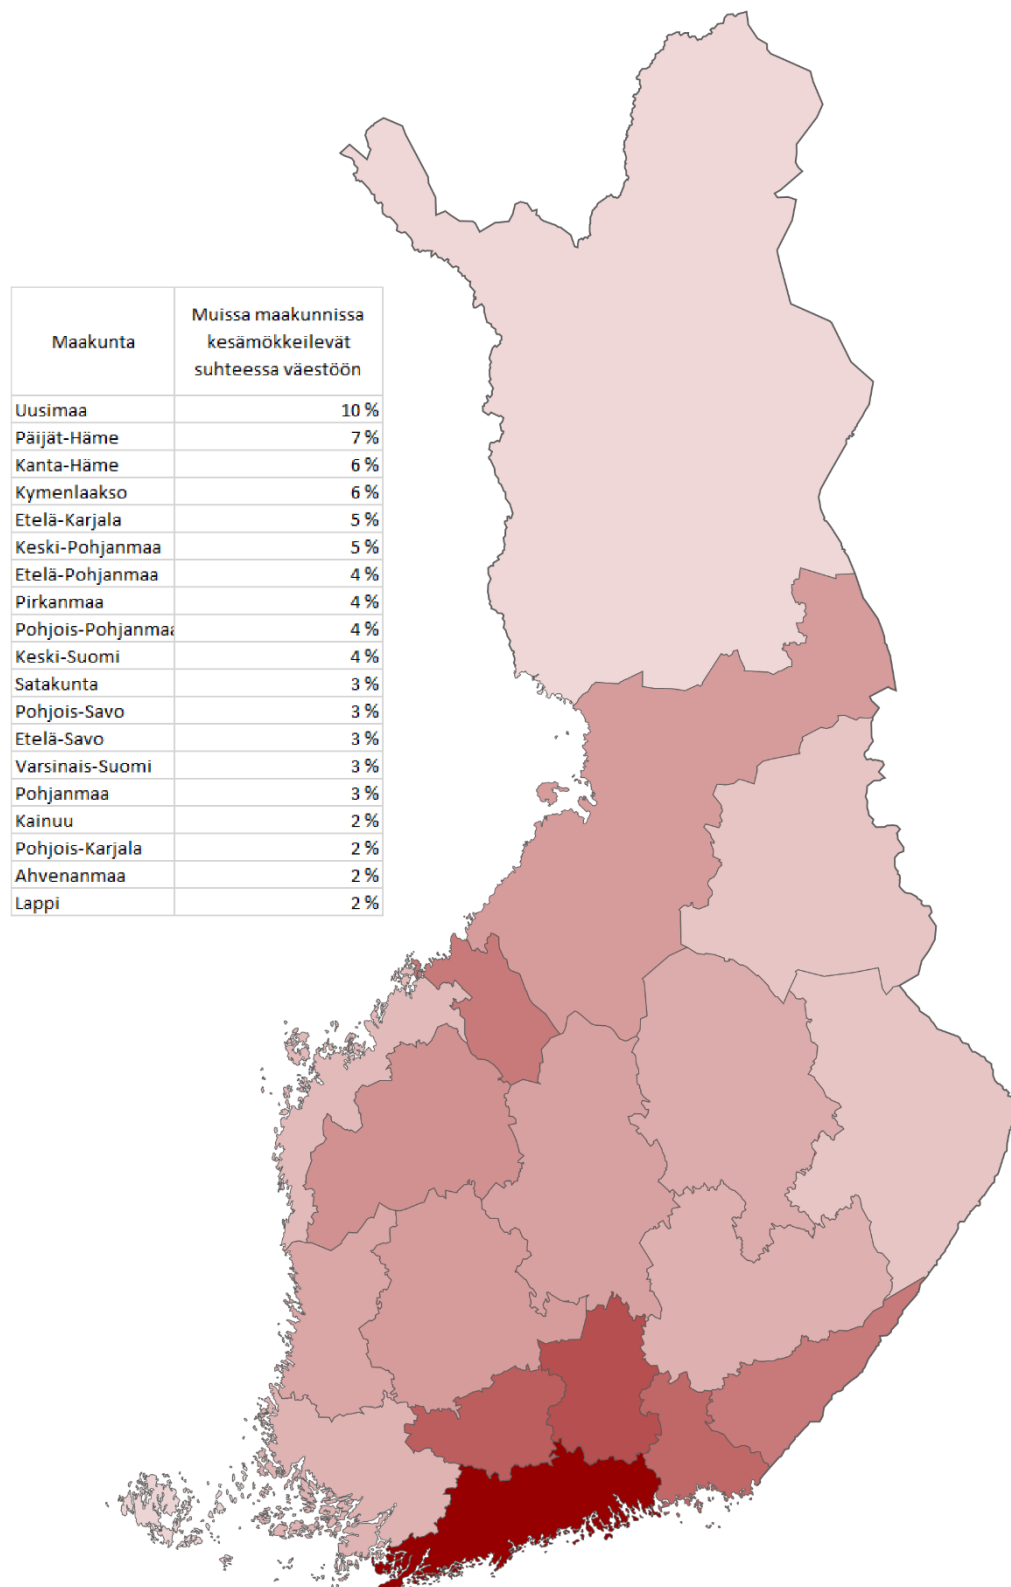 Maakunta
Muissa maakunnissa
kesämökkeilevät
suhteessa väestöön
Uusimaa 10 %
Päijät-Häme 7 %
Kanta-Häme 6 %
Kymenlaakso 6 %
Etelä-Karjala 5 %
Keski-Pohjanmaa 5 %
Etelä-Pohjanmaa 4 %
Pirkanmaa 4 %
Pohjois-Pohjanmaa 4 %
Keski-Suomi 4 %
Satakunta 3 %
Pohjois-Savo 3 %
Etelä-Savo 3 %
Varsinais-Suomi 3 %
Pohjanmaa 3 %
Kainuu 2 %
Pohjois-Karjala 2 %
Ahvenanmaa 2 %
Lappi 2 %